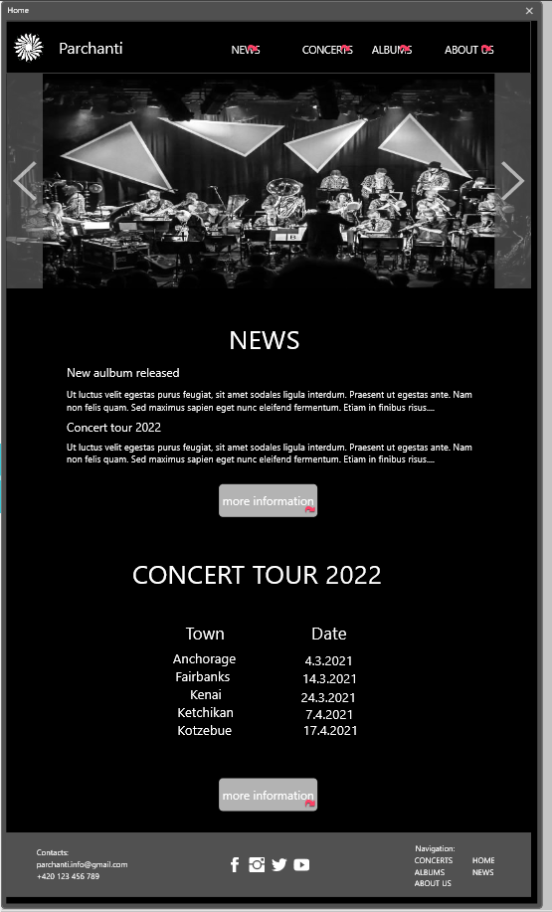 Home
Parchanti
NEWS CONCERTS ALBUMS ABOUT US
NEWS
New aulbum released
Ut luctus velit egestas purus feugiat, sit amet sodales ligula interdum. Praesent ut egestas ante. Nam
non felis quam. Sed maximus sapien eget nunc eleifend fermentum. Etiam in finibus risus....
Concert tour 2022
Ut luctus velit egestas purus feugiat, sit amet sodales ligula interdum. Praesent ut egestas ante. Nam
non felis quam. Sed maximus sapien eget nunc eleifend fermentum. Etiam in finibus risus....
more information
CONCERT TOUR 2022
Town Date
Anchorage 4.3.2021
Fairbanks 14.3.2021
Kenai 24.3.2021
Ketchikan 7.4.2021
Kotzebue 17.4.2021
more information
Contacts:
parchanti.info@gmail.com
+420 123 456 789
Navigation:
CONCERTS HOME
ALBUMS NEWS
ABOUT US